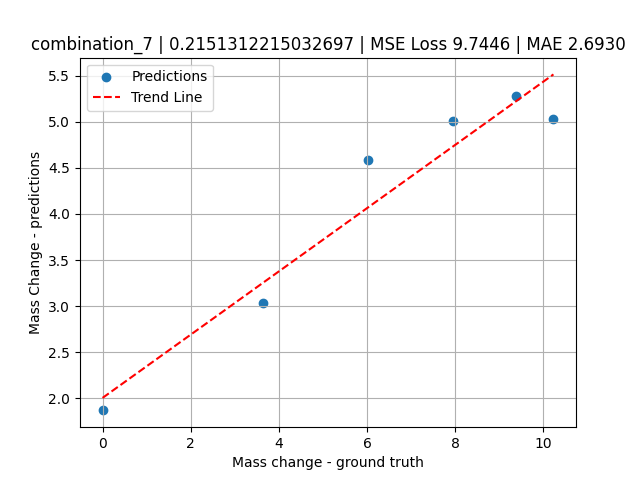 combination_7 | 0.2151312215032697 | MSE Loss 9.7446 | MAE 2.6930
Predictions
Trend Line
5.5
5.0
4.5
4.0
3.5
3.0
2.5
2.0
Mass Change - predictions
0 2 4 6 8 10
Mass change - ground truth